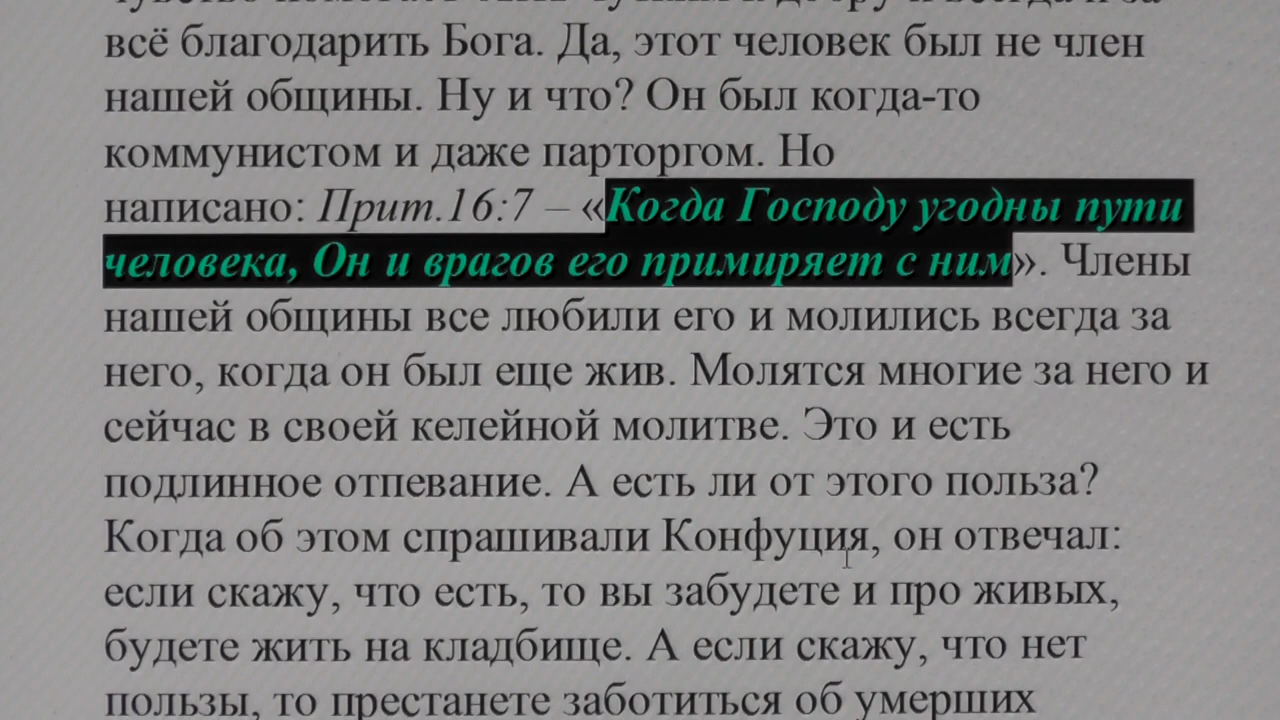 всё благодарить Бога. Да, этот человек был не член
нашей общины. Ну и что? Он был когда-то
коммунистом и даже парторгом. Но
написано: Прит.16:7 – «Когда Господу угодны пути
человека, Он и врагов его примиряет с ним». Члены
нашей общины все любили его и молились всегда за
него, когда он был еще жив. Молятся многие за него и
сейчас в своей келейной молитве. Это и есть
подлинное отпевание. А есть ли от этого польза?
Когда об этом спрашивали Конфуция, он отвечал:
если скажу, что есть, то вы забудете и про живых,
будете жить на кладбище. А если скажу, что нет
пользы, то престанете заботиться об умерших